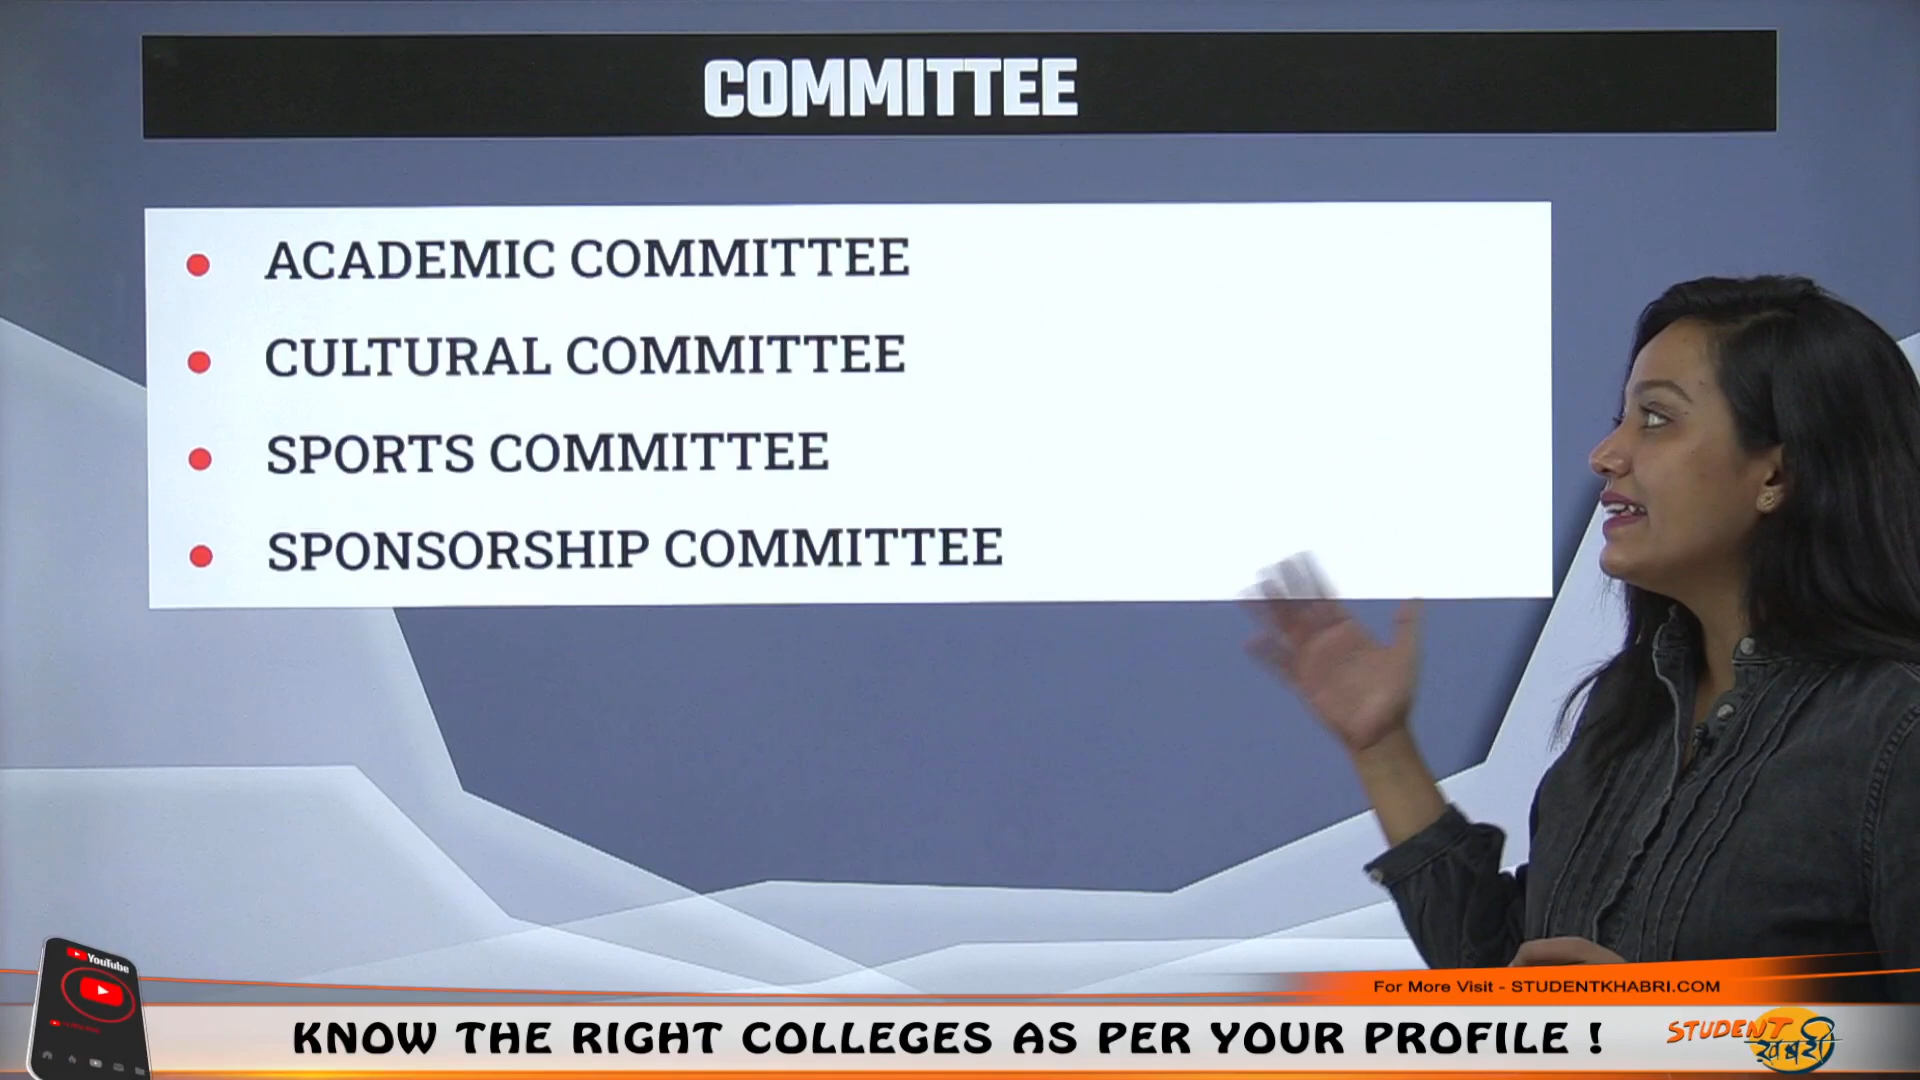 COMMITTEE
ACADEMIC COMMITTEE
CULTURAL COMMITTEE
SPORTS COMMITTEE
SPONSORSHIP COMMITTEE
YouTube
For More Visit - STUDENTKHABRI.COM
KNOW THE RIGHT COLLEGES AS PER YOUR PROFILE !
STUDENT
खबरी